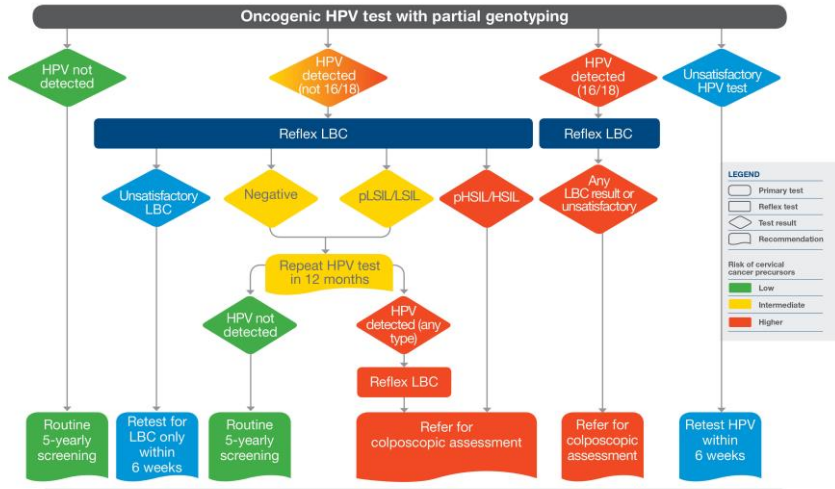 Oncogenic HPV test with partial genotyping
HPV not
detected
HPV
detected
(not 16/18)
HPV
detected
(16/18)
Unsatisfactory
HPV test
Reflex LBC
Reflex LBC
Unsatisfactory
LBC
Negative
pLSIL/LSIL
pHSIL/HSIL
Any
LBC result or
unsatisfactory
LEGEND
Primary test
Reflex test
Test result
Recommendation
Risk of cervical
cancer precursors
Low
Intermediate
Higher
Repeat HPV test
in 12 months
HPV not
detected
HPV
detected (any
type)
Reflex LBC
Routine
5-yearly
screening
Retest for
LBC only
within
6 weeks
Routine
5-yearly
screening
Refer for
colposcopic assessment
Refer for
colposcopic
assessment
Retest HPV
within
6 weeks